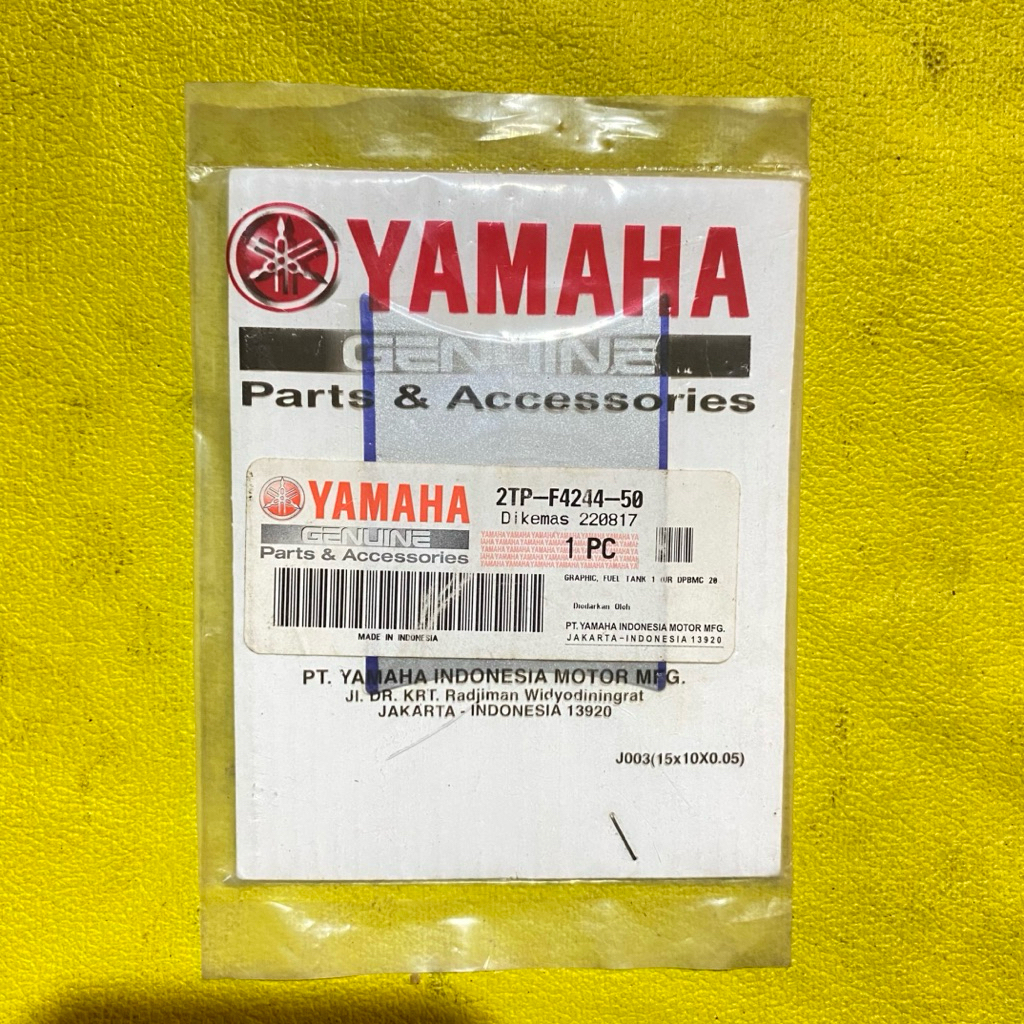 YAMAHA
GENUINE
Parts & Accessories
YAMAHA
GENUINE
Parts & Accessories
2TP-F4244-50
Dikemas 220817
1 PC
GRAPHIC, FUEL TANK 1 DPBMC 20
Diedarkan Oleh
PT. YAMAHA INDONESIA MOTOR MFG.
JAKARTA-INDONESIA 13920
MADE IN INDONESIA
PT. YAMAHA INDONESIA MOTOR MFG.
Jl. DR. KRT. Radjiman Widyodiningrat
JAKARTA - INDONESIA 13920
J003(15x10X0.05)